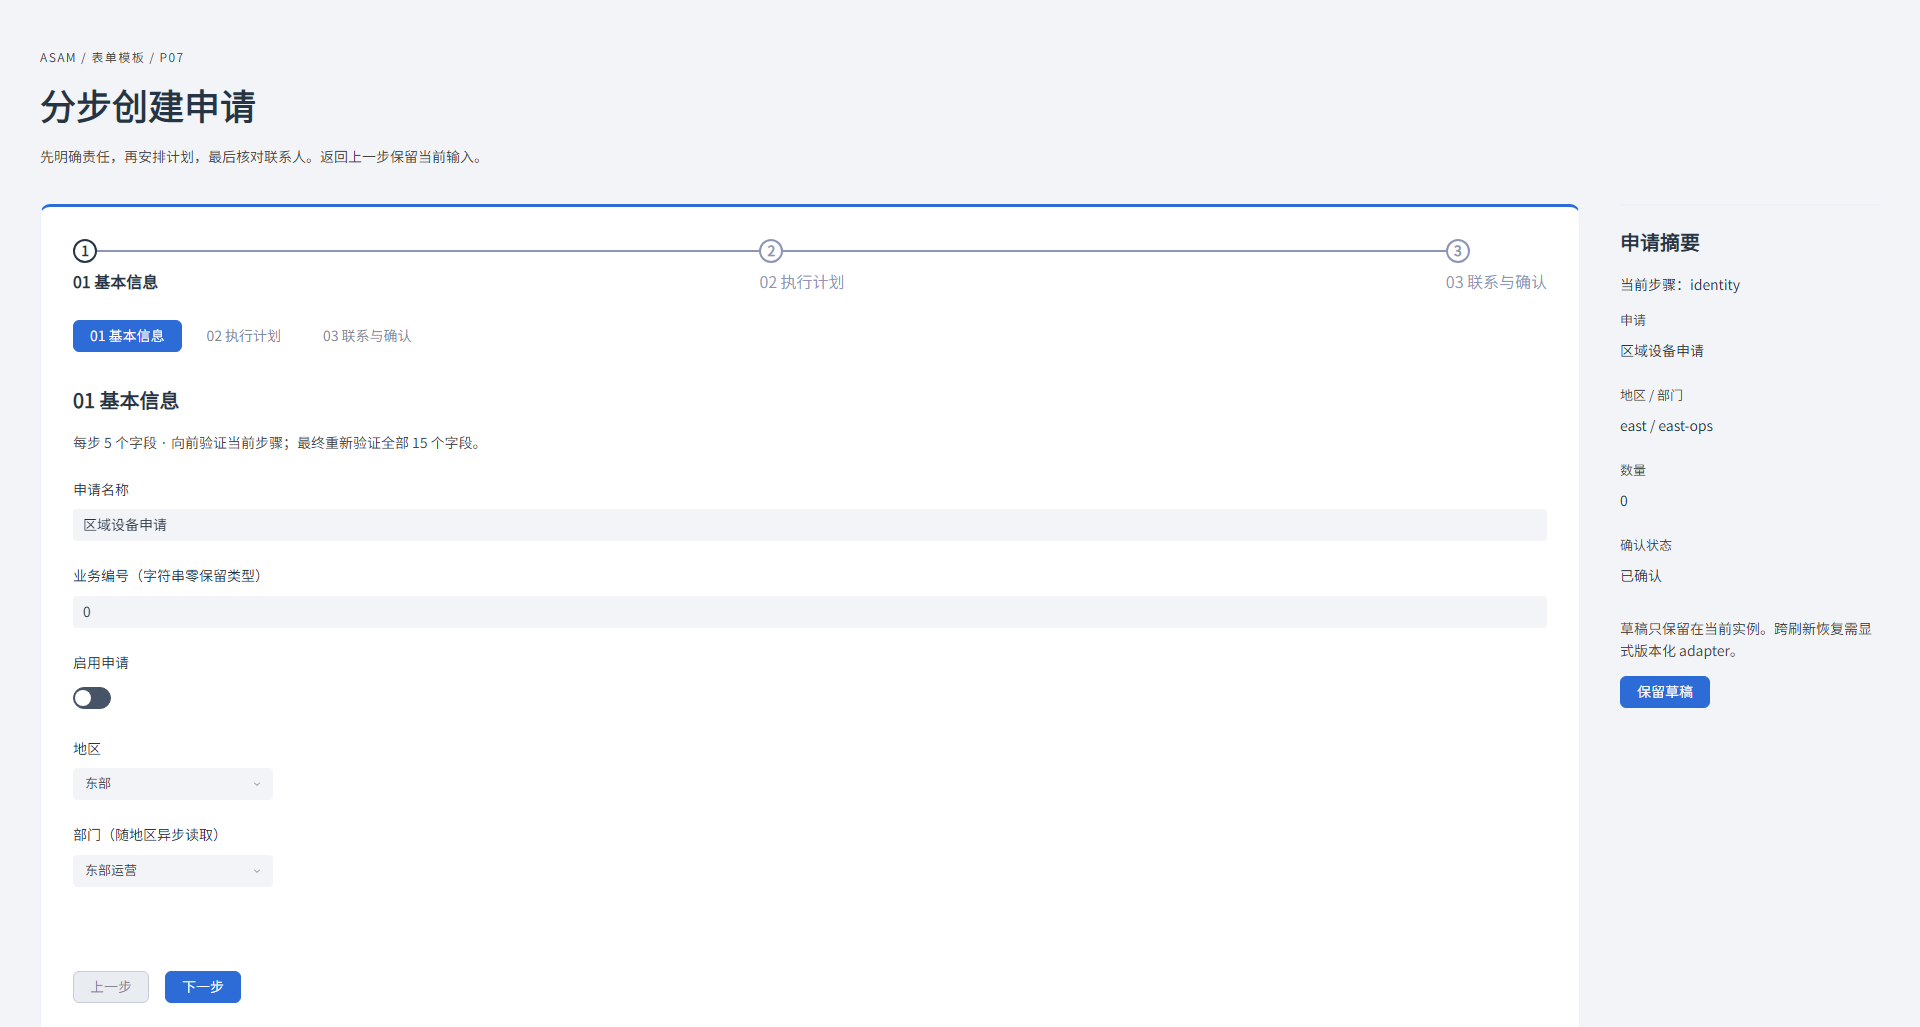 ASAM / 表单模板 / P07
分步创建申请
先明确责任，再安排计划，最后核对联系人。返回上一步保留当前输入。
1
2
3
01 基本信息
02 执行计划
03 联系与确认
01 基本信息
02 执行计划
03 联系与确认
01 基本信息
每步 5 个字段 · 向前验证当前步骤；最终重新验证全部 15 个字段。
申请名称
区域设备申请
业务编号（字符串零保留类型）
0
启用申请
地区
东部
部门（随地区异步读取）
东部运营
上一步
下一步
申请摘要
当前步骤：identity
申请
区域设备申请
地区 / 部门
east / east-ops
数量
0
确认状态
已确认
草稿只保留在当前实例。跨刷新恢复需显
式版本化 adapter。
保留草稿